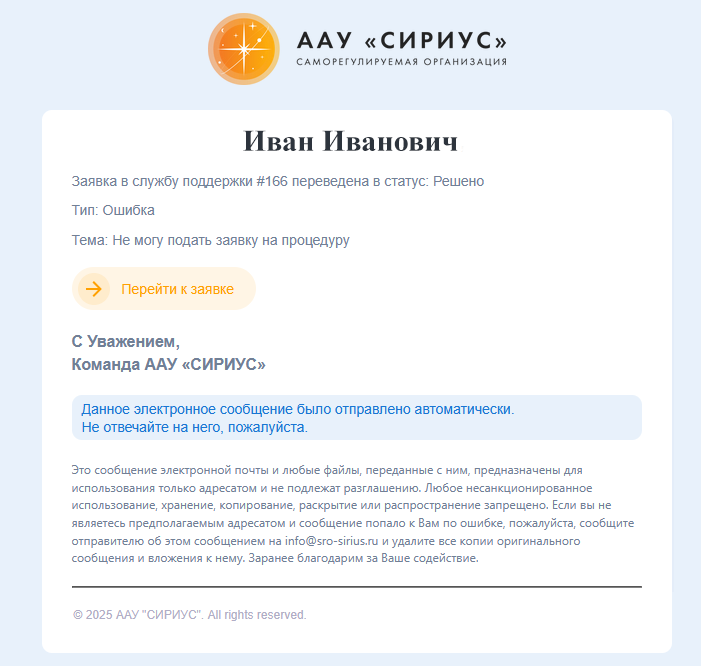 ААУ «СИРИУС»
САМОРЕГУЛИРУЕМАЯ ОРГАНИЗАЦИЯ
Иван Иванович
Заявка в службу поддержки #166 переведена в статус: Решено
Тип: Ошибка
Тема: Не могу подать заявку на процедуру
Перейти к заявке
С Уважением,
Команда ААУ «СИРИУС»
Данное электронное сообщение было отправлено автоматически.
Не отвечайте на него, пожалуйста.
Это сообщение электронной почты и любые файлы, переданные с ним, предназначены для
использования только адресатом и не подлежат разглашению. Любое несанкционированное
использование, хранение, копирование, раскрытие или распространение запрещено. Если вы не
являетесь предполагаемым адресатом и сообщение попало к Вам по ошибке, пожалуйста, сообщите
отправителю об этом сообщением на info@sro-sirius.ru и удалите все копии оригинального
сообщения и вложения к нему. Заранее благодарим за Ваше содействие.
© 2025 ААУ "СИРИУС". All rights reserved.